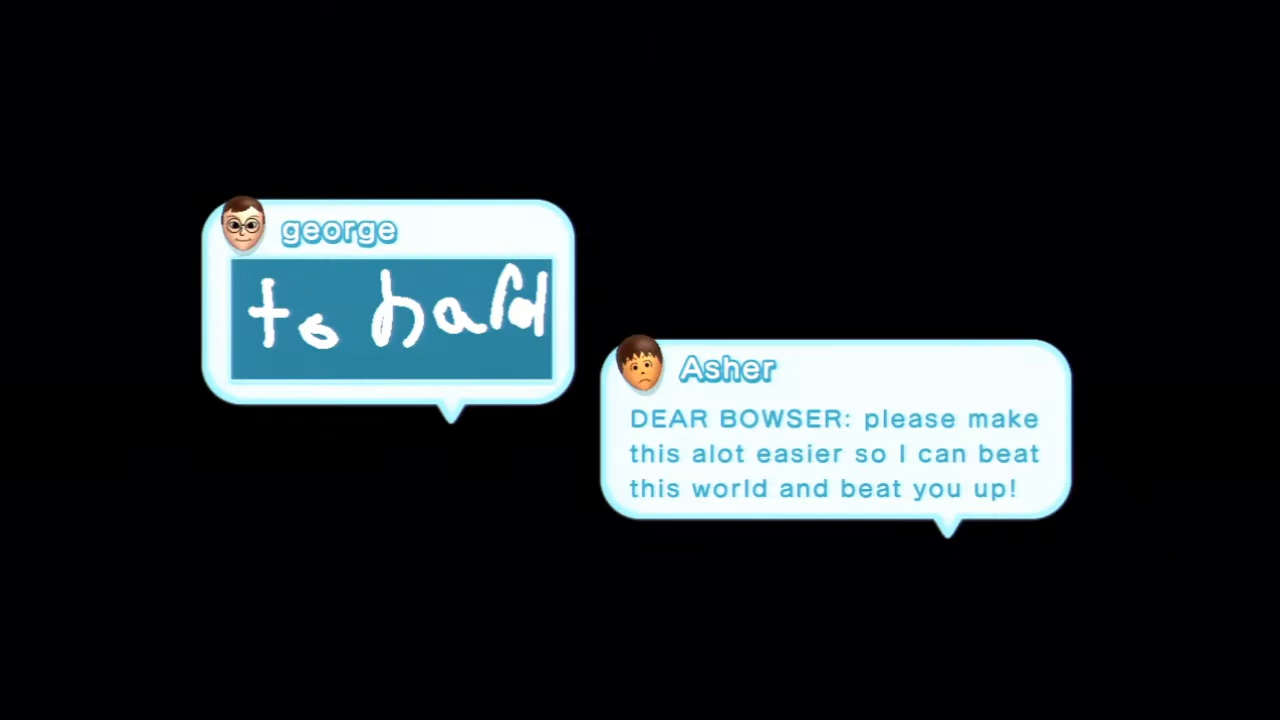 george
to hard
Asher
DEAR BOWSER: please make
this alot easier so I can beat
this world and beat you up!